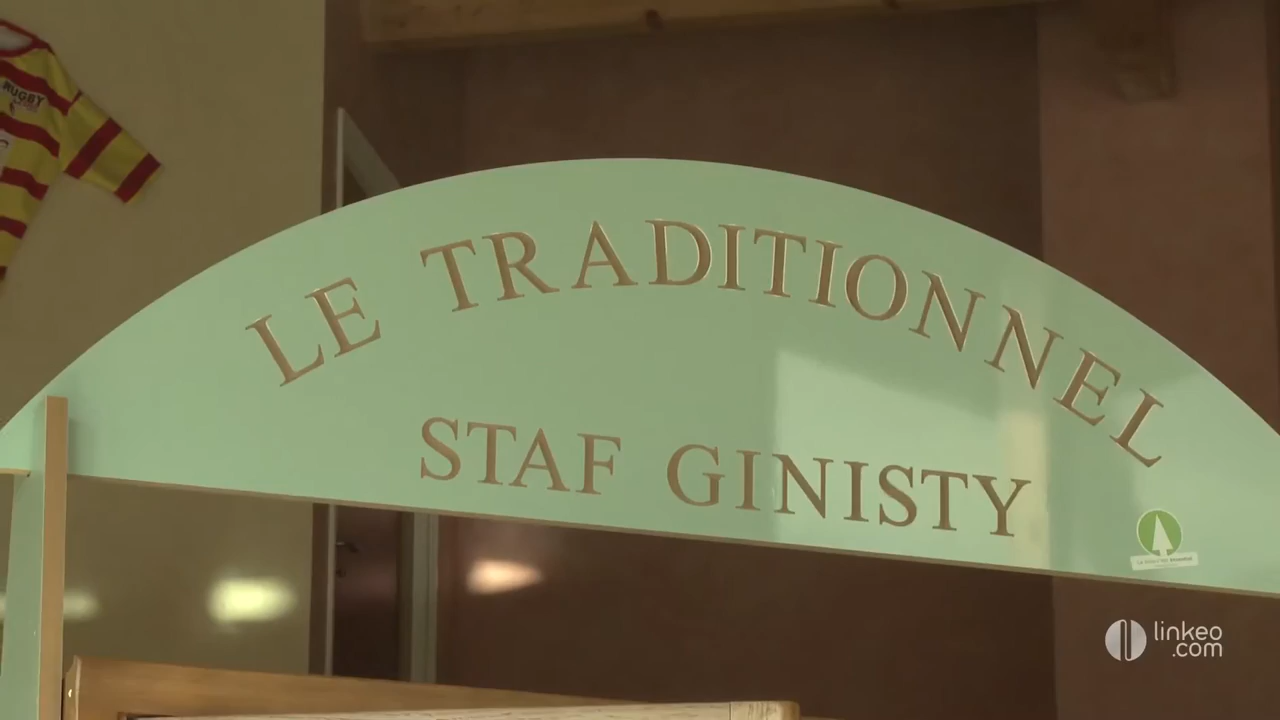 RUGBY
LE TRADITIONNEL
STAF GINISTY
linkeo
.com